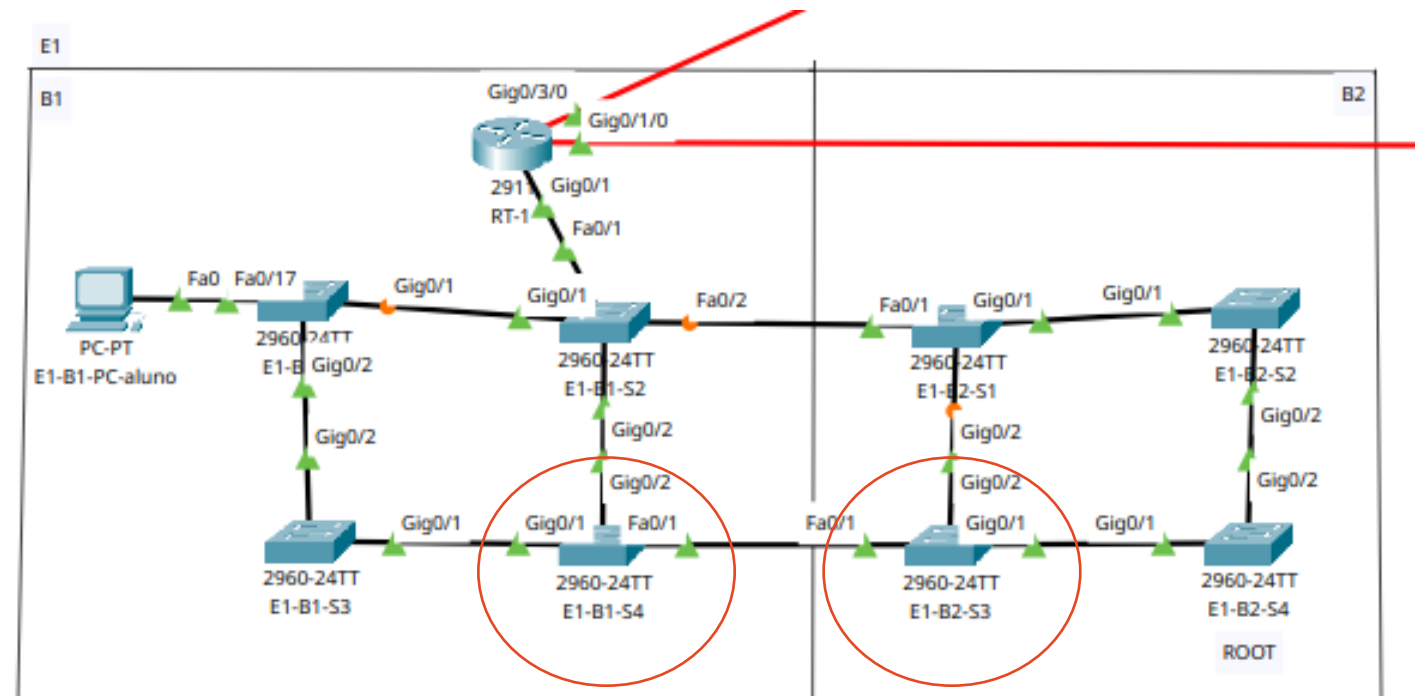 E1
B1
B2
Gig0/3/0
Gig0/1/0
Gig0/1
RT-1
Fa0/1
Fa0
Fa0/17
Gig0/1
Gig0/1
Fa0/2
Fa0/1
Gig0/1
Gig0/1
PC-PT
E1-B1-PC-aluno
2960-24TT
Gig0/2
2960-24TT
E1-B1-S2
2960-24TT
E1-B2-S1
2960-24TT
E1-B2-S2
Gig0/2
Gig0/2
Gig0/2
Gig0/2
Gig0/2
Gig0/2
Gig0/2
Gig0/1
Gig0/1
Fa0/1
Fa0/1
Gig0/1
Gig0/1
2960-24TT
E1-B1-S3
2960-24TT
E1-B1-S4
2960-24TT
E1-B2-S3
2960-24TT
E1-B2-S4
ROOT